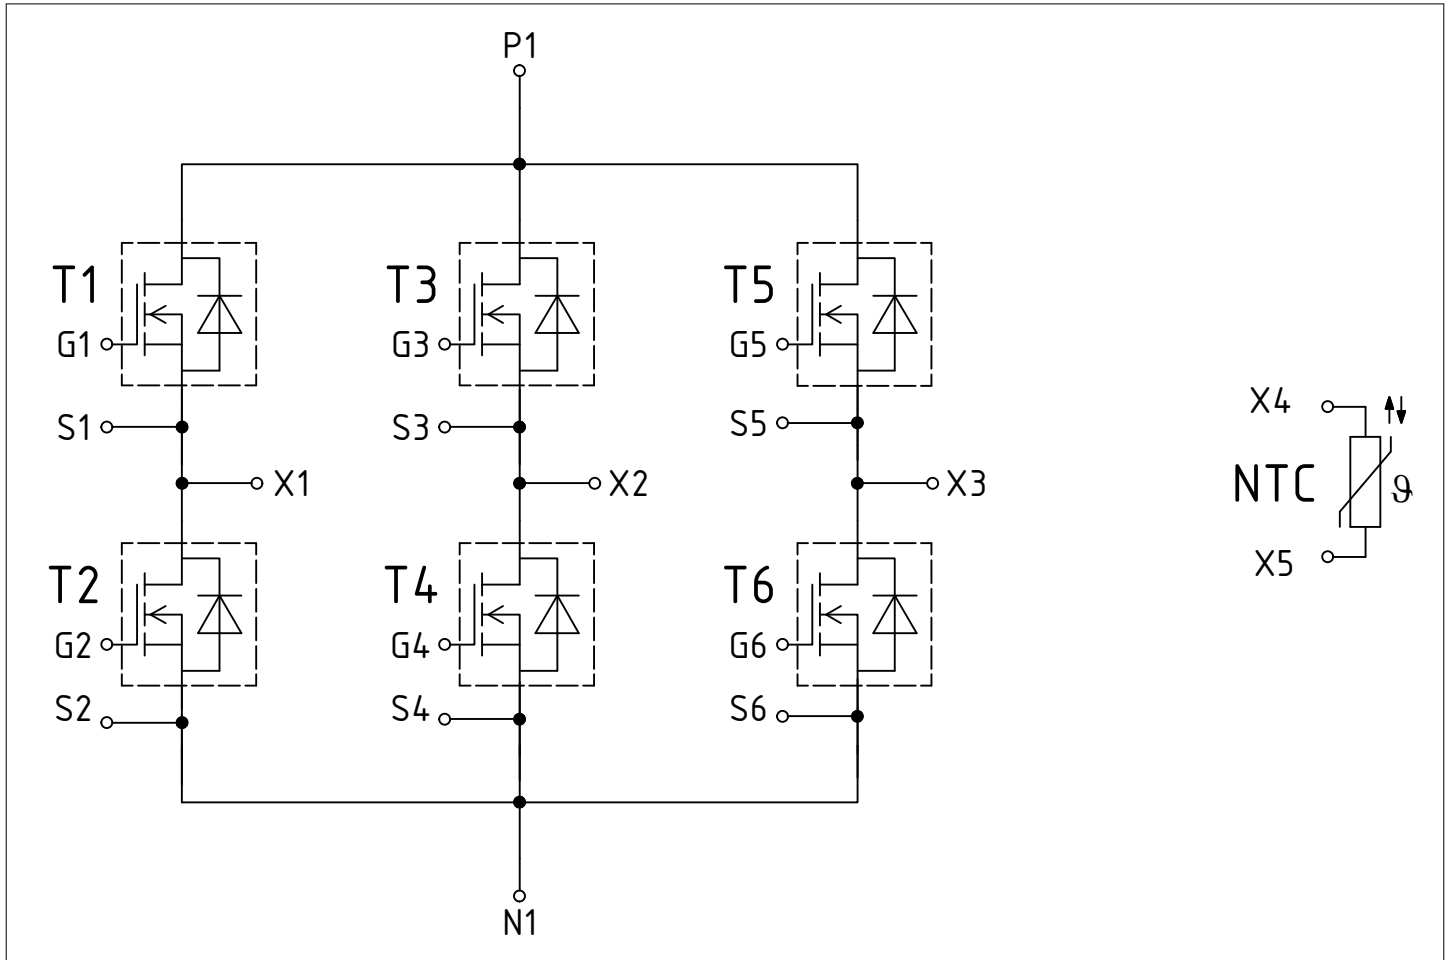 P1
T1 T3 T5
G1 G3 G5
S1 S3 S5
X4
X1 X2 X3
NTC ϑ
X5
T2 T4 T6
G2 G4 G6
S2 S4 S6
N1